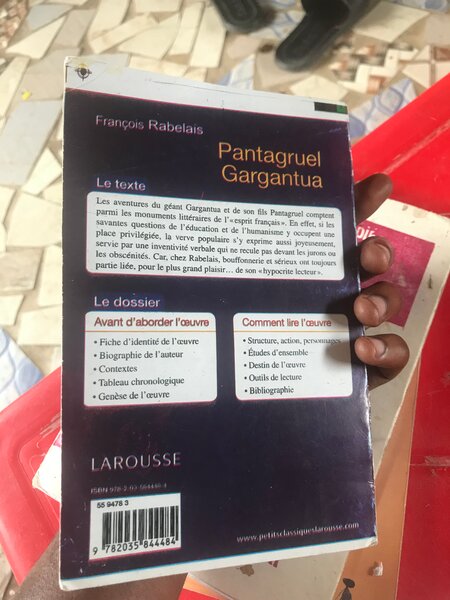 François Rabelais
Pantagruel
Gargantua
Le texte
Les aventures du géant Gargantua et de son fils Pantagruel comptent
parmi les monuments littéraires de l'«esprit français». En effet, si les
savantes questions de l'éducation et de l'humanisme y occupent une
place privilégiée, la verve populaire s'y exprime aussi joyeusement,
servie par une inventivité verbale qui ne recule pas devant les jurons ou
les obscénités. Car, chez Rabelais, bouffonnerie et sérieux ont toujours
partie liée, pour le plus grand plaisir... de son «hypocrite lecteur».
Le dossier
Avant d'aborder l'œuvre
• Fiche d'identité de l'œuvre
• Biographie de l'auteur
• Contextes
• Tableau chronologique
• Genèse de l'œuvre
Comment lire l'œuvre
• Structure, action, personnages
• Études d'ensemble
• Destin de l'œuvre
• Outils de lecture
• Bibliographie
LAROUSSE
ISBN 978-2-03-584448-4
55 9478 3
9 782035 844484
www.petitsclassiqueslarousse.com